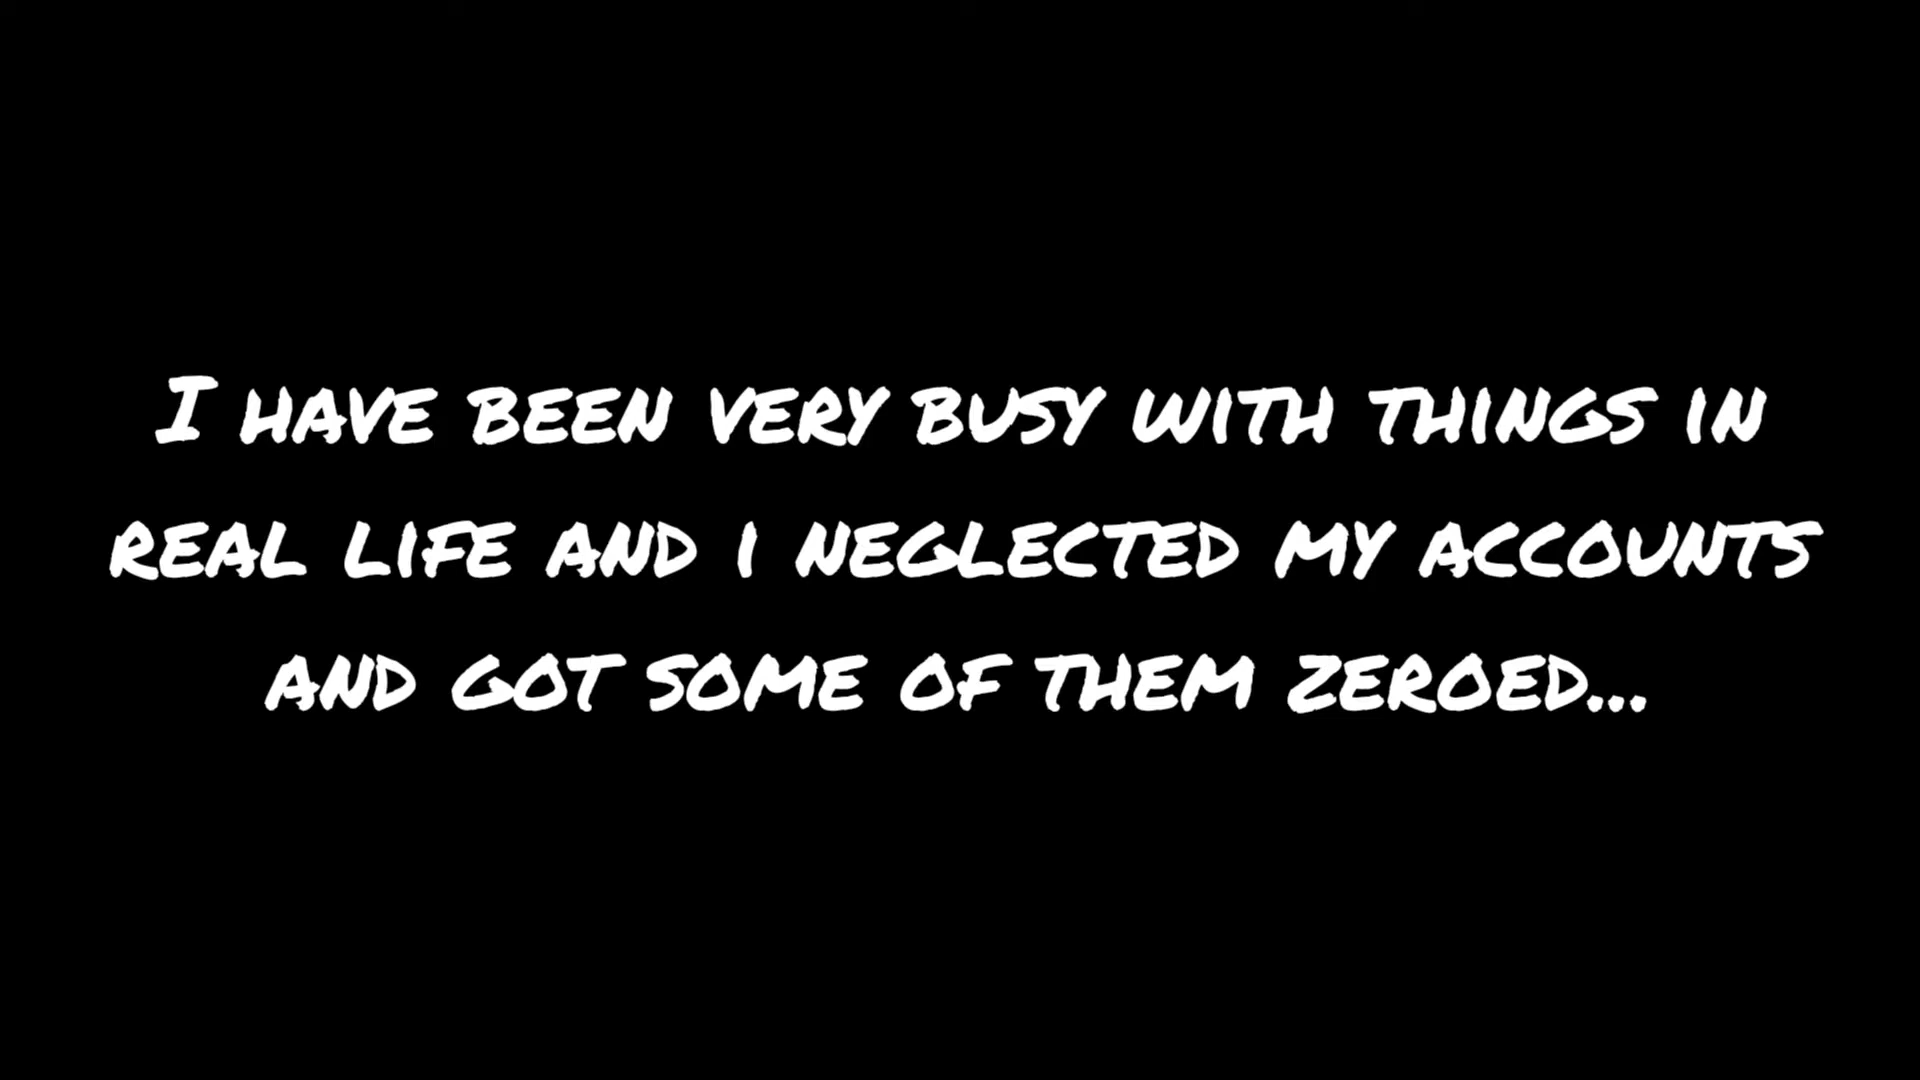 I have been very busy with things in
real life and i neglected my accounts
and got some of them zeroed...